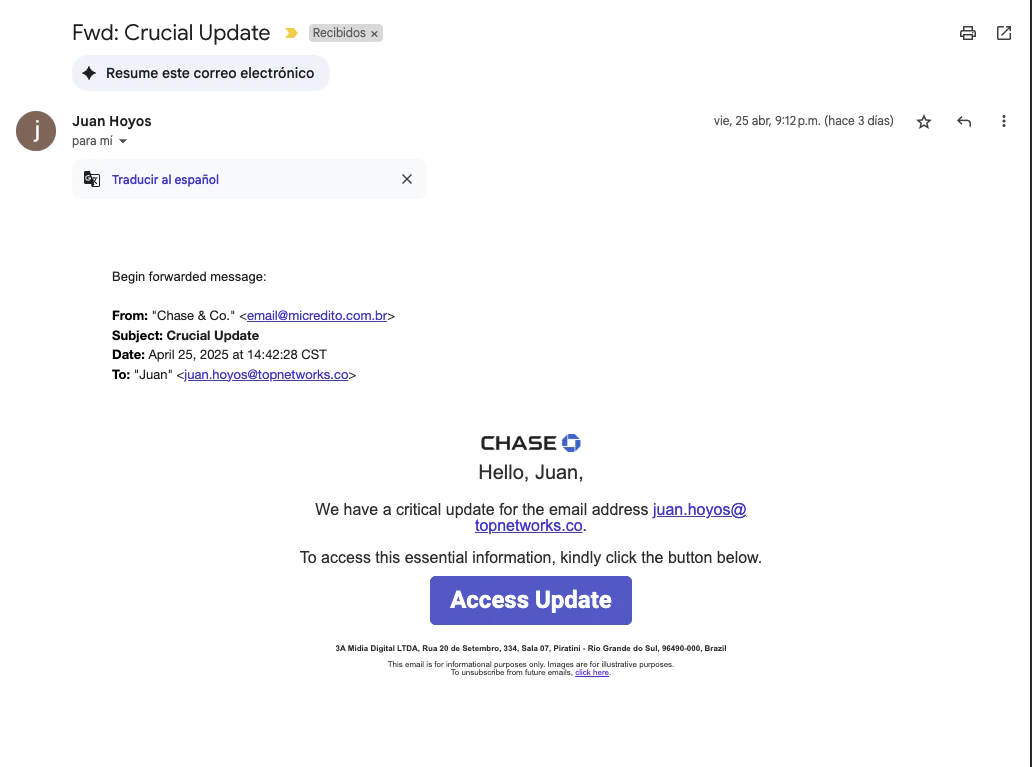 Fwd: Crucial Update
Recibidos ×
Resume este correo electrónico
j
Juan Hoyos
vie, 25 abr, 9:12 p.m. (hace 3 días)
para mí
Traducir al español
Begin forwarded message:
From: "Chase & Co." <email@micredito.com.br>
Subject: Crucial Update
Date: April 25, 2025 at 14:42:28 CST
To: "Juan" <juan.hoyos@topnetworks.co>
CHASE
Hello, Juan,
We have a critical update for the email address juan.hoyos@
topnetworks.co.
To access this essential information, kindly click the button below.
Access Update
3A Midia Digital LTDA, Rua 20 de Setembro, 334, Sala 07, Piratini - Rio Grande do Sul, 96490-000, Brazil
This email is for informational purposes only. Images are for illustrative purposes.
To unsubscribe from future emails, click here.